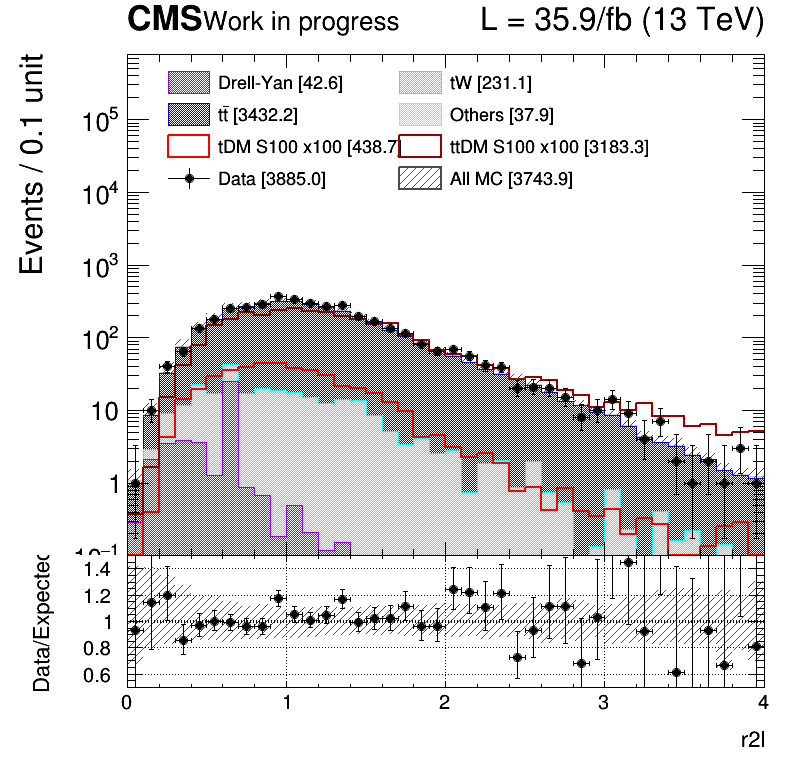 CMS Work in progress L = 35.9/fb (13 TeV)
Events / 0.1 unit
Drell-Yan [42.6] tW [231.1]
tt̄ [3432.2] Others [37.9]
tDM S100 x100 [438.7] ttDM S100 x100 [3183.3]
Data [3885.0] All MC [3743.9]
10⁵
10⁴
10³
10²
10
1
10⁻¹
Data/Expected
1.4
1.2
1
0.8
0.6
0 1 2 3 4
r2l